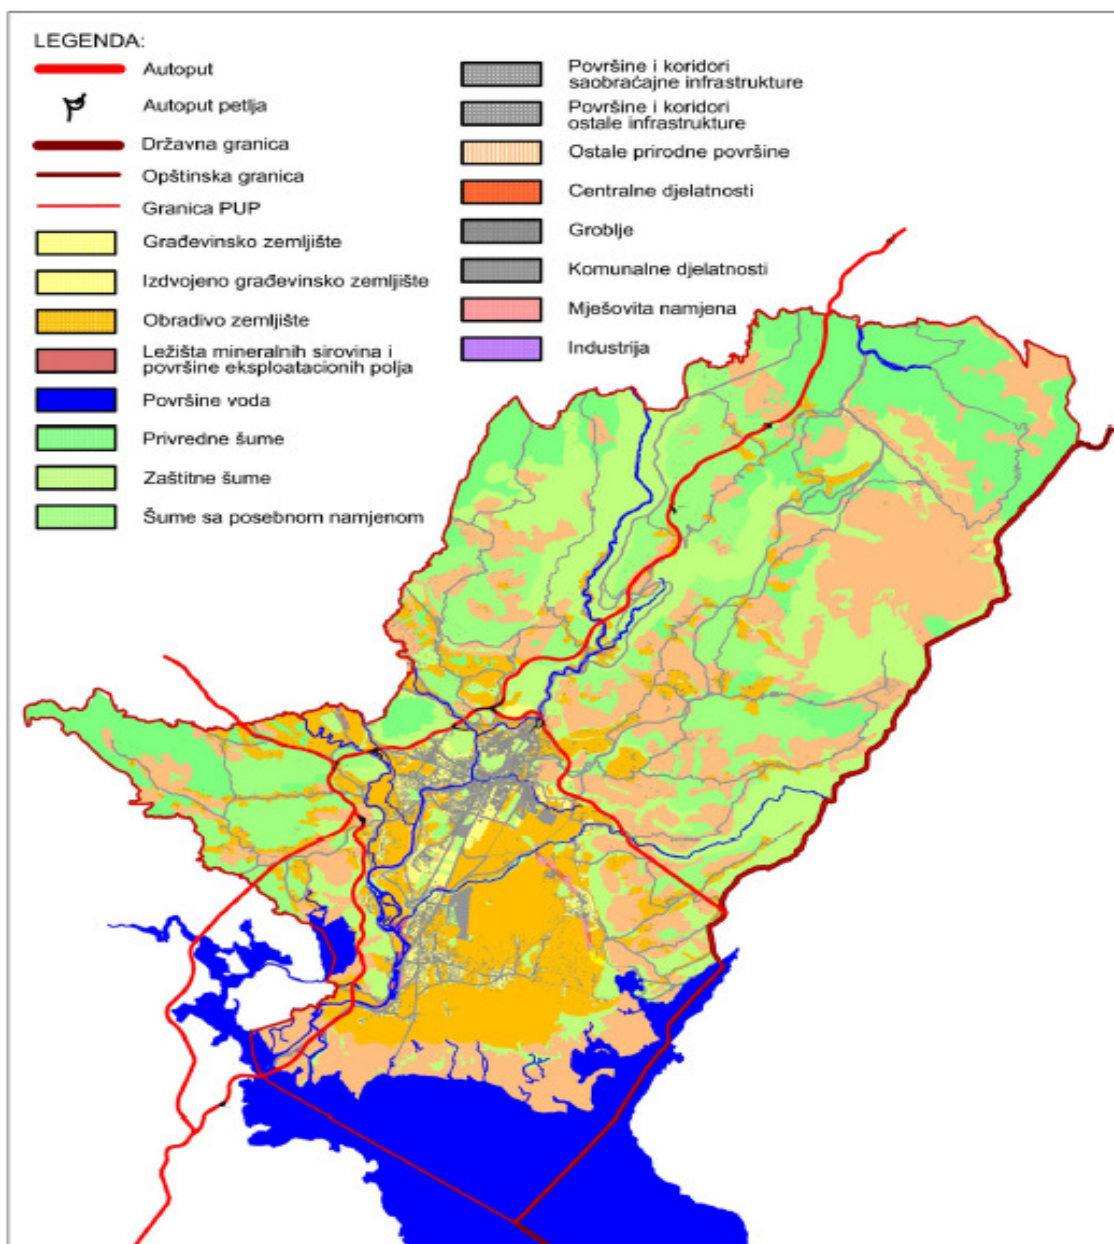 LEGENDA:
Autoput
Autoput petlja
Državna granica
Opštinska granica
Granica PUP
Građevinsko zemljište
Izdvojeno građevinsko zemljište
Obradivo zemljište
Ležišta mineralnih sirovina i
površine eksploatacionih polja
Površine voda
Privredne šume
Zaštitne šume
Šume sa posebnom namjenom
Površine i koridori
saobraćajne infrastrukture
Površine i koridori
ostale infrastrukture
Ostale prirodne površine
Centralne djelatnosti
Groblje
Komunalne djelatnosti
Mješovita namjena
Industrija